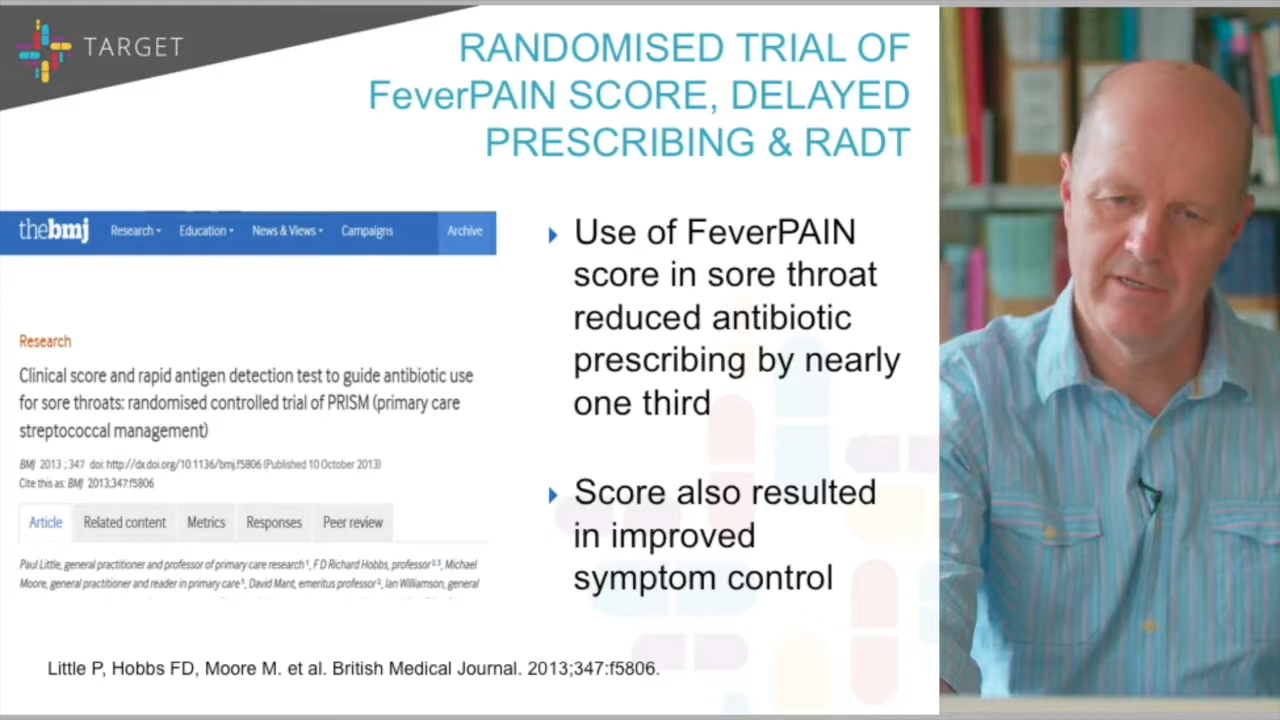 TARGET
RANDOMISED TRIAL OF
FeverPAIN SCORE, DELAYED
PRESCRIBING & RADT
thebmj
Research
Education
News & Views
Campaigns
Archive
Research
Clinical score and rapid antigen detection test to guide antibiotic use
for sore throats: randomised controlled trial of PRISM (primary care
streptococcal management)
BMJ 2013 ; 347 doi: http://dx.doi.org/10.1136/bmj.f5806 (Published 10 October 2013)
Cite this as: BMJ 2013;347:f5806
Article
Related content
Metrics
Responses
Peer review
Paul Little, general practitioner and professor of primary care research 1, F D Richard Hobbs, professor 2 3, Michael
Moore, general practitioner and reader in primary care 1, David Mant, emeritus professor 2, Ian Williamson, general
Use of FeverPAIN
score in sore throat
reduced antibiotic
prescribing by nearly
one third
Score also resulted
in improved
symptom control
Little P, Hobbs FD, Moore M. et al. British Medical Journal. 2013;347:f5806.